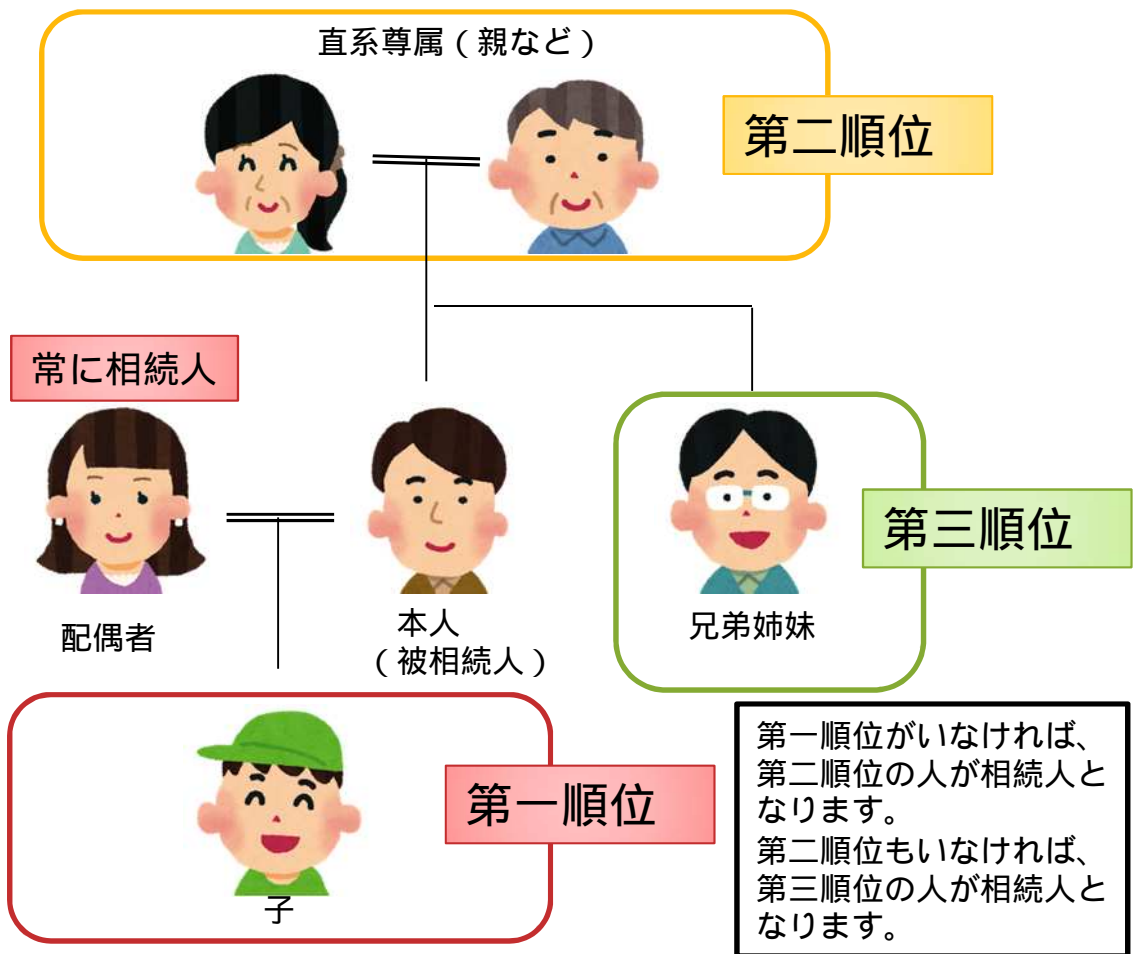 直系尊属（親など）
第二順位
常に相続人
配偶者
本人
（被相続人）
兄弟姉妹
第三順位
子
第一順位
第一順位がいなければ、
第二順位の人が相続人と
なります。
第二順位もいなければ、
第三順位の人が相続人と
なります。